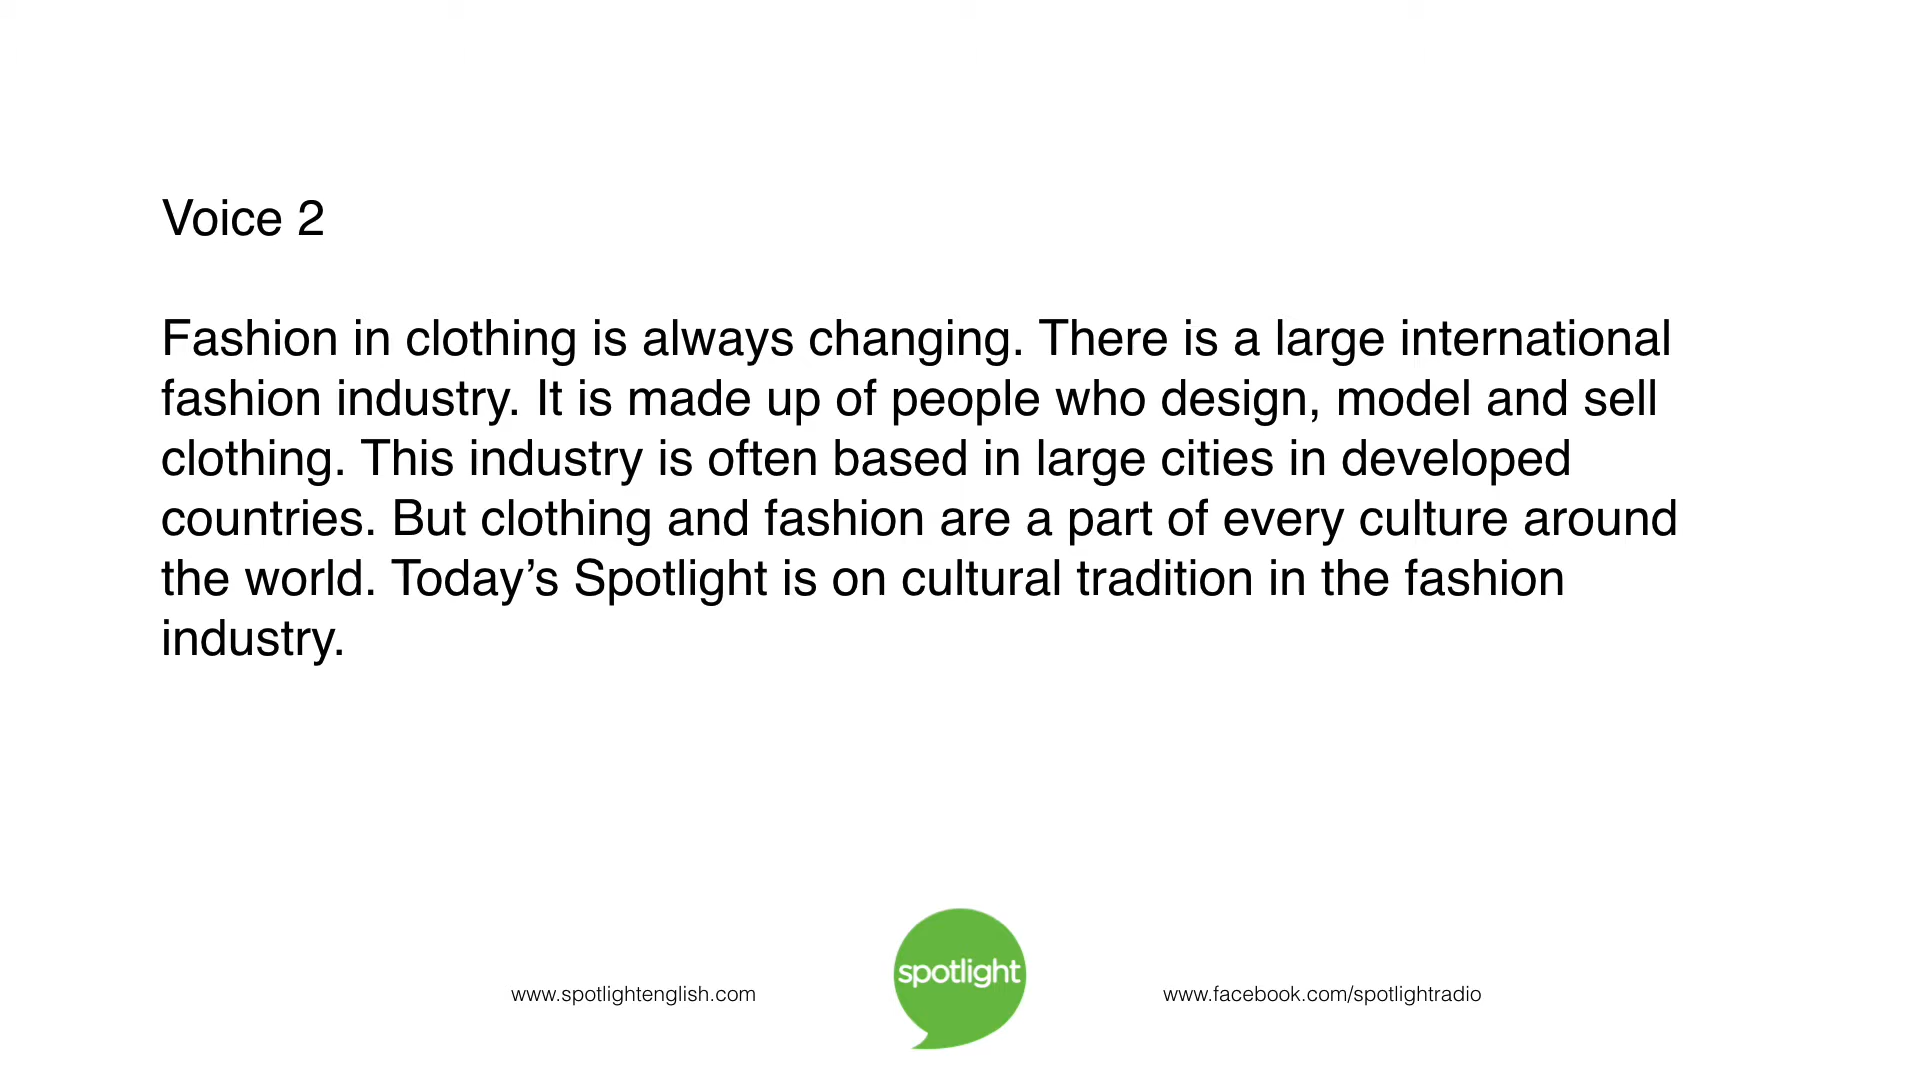 Voice 2
Fashion in clothing is always changing. There is a large international
fashion industry. It is made up of people who design, model and sell
clothing. This industry is often based in large cities in developed
countries. But clothing and fashion are a part of every culture around
the world. Today’s Spotlight is on cultural tradition in the fashion
industry.
www.spotlightenglish.com
spotlight
www.facebook.com/spotlightradio